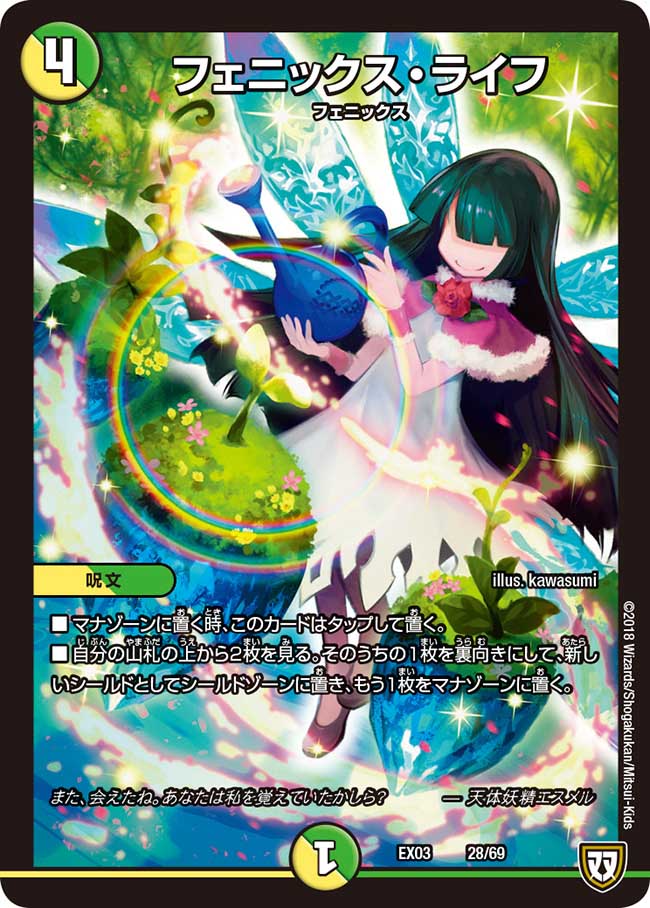 4
フェニックス・ライフ
フェニックス
呪文
illus. kawasumi
■ マナゾーンに置く時、このカードはタップして置く。
■ 自分の山札の上から2枚を見る。そのうちの1枚を裏向きにして、新し
いシールドとしてシールドゾーンに置き、もう1枚をマナゾーンに置く。
また、会えたね。あなたは私を覚えていたかしら? ― 天体妖精エスメル
1
EX03 28/69
©2018 Wizards/Shogakukan/Mitsui-Kids